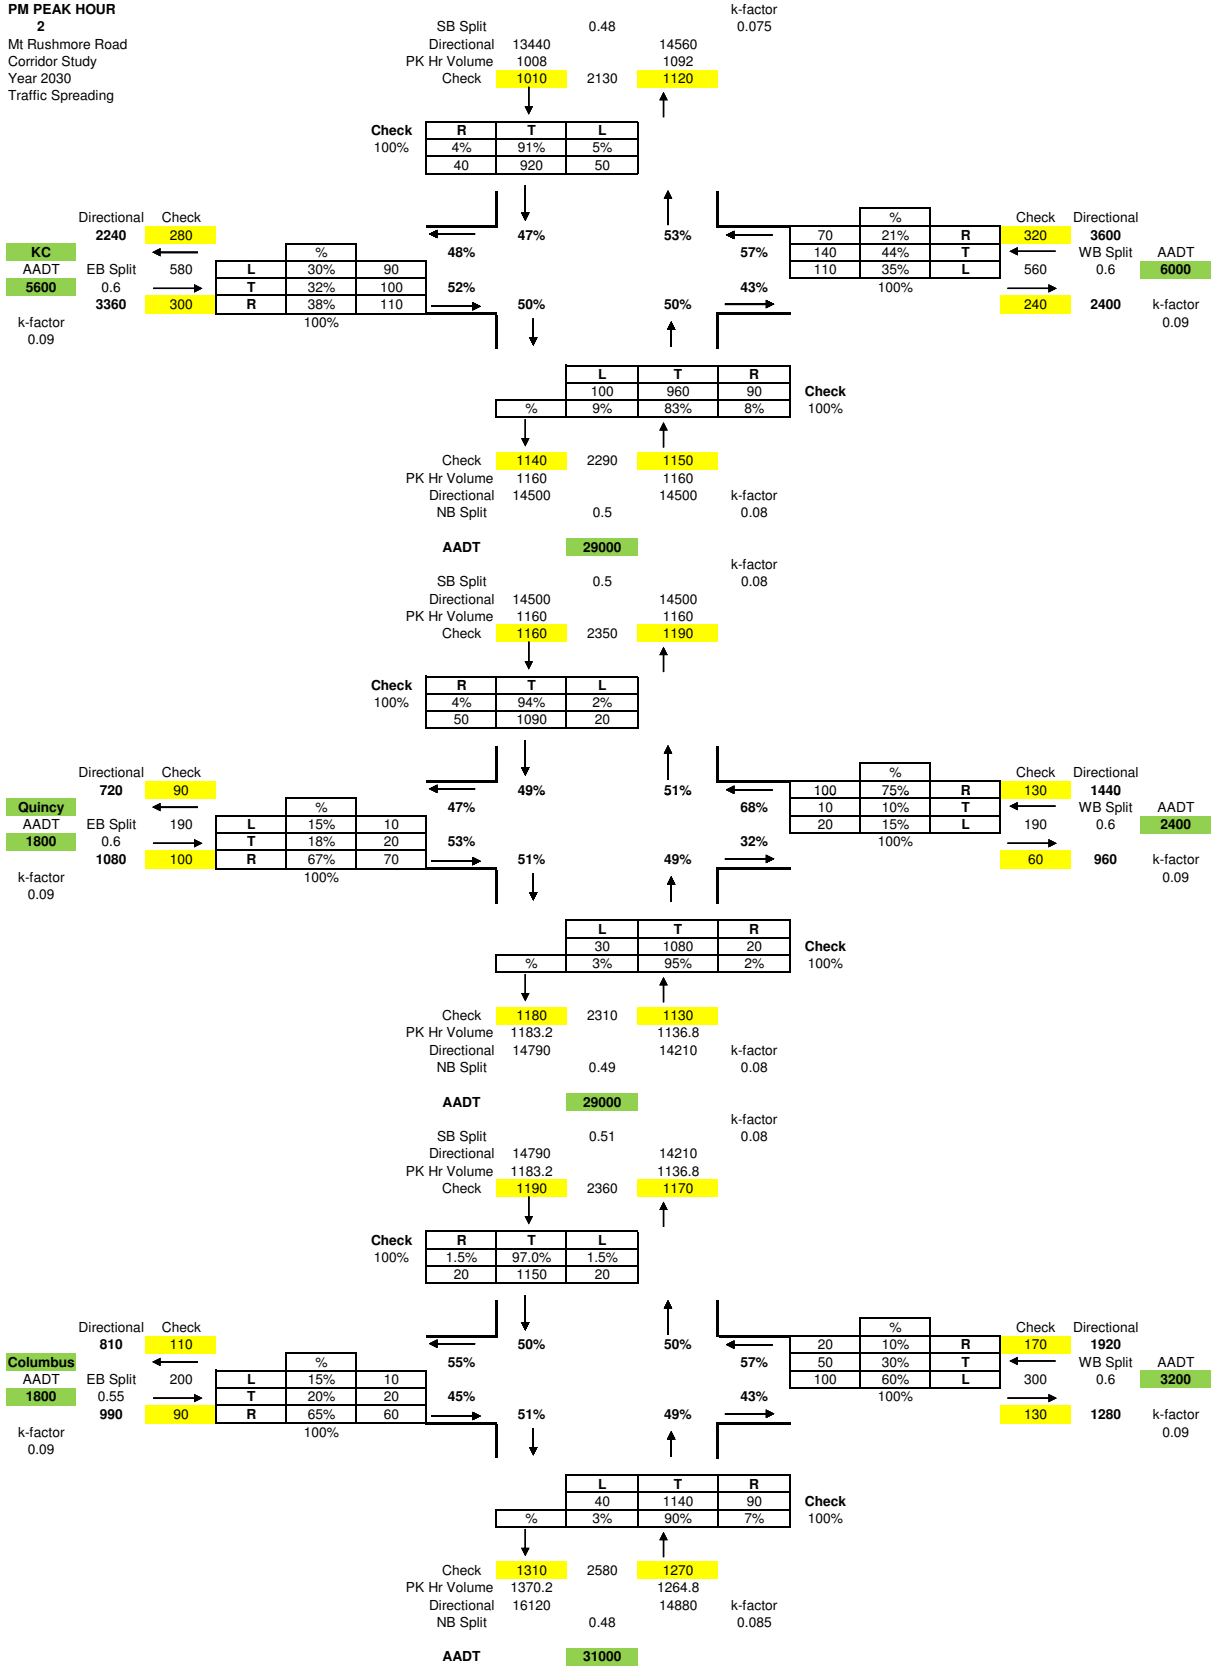 PM PEAK HOUR k-factor
2 SB Split 0.48 0.075
Mt Rushmore Road Directional 13440 14560
Corridor Study PK Hr Volume 1008 1092
Year 2030 Check 1010 2130 1120
Traffic Spreading
Check R T L
100% 4% 91% 5%
40 920 50
Directional Check % Check Directional
2240 280 47% 53% 70 21% R 320 3600
KC % 48% 57% 140 44% T WB Split AADT
AADT EB Split 580 L 30% 90 110 35% L 560 0.6 6000
5600 0.6 T 32% 100 52% 43% 100%
3360 300 R 38% 110 50% 50% 240 2400 k-factor
k-factor 100% 0.09
0.09
L T R
100 960 90 Check
% 9% 83% 8% 100%
Check 1140 2290 1150
PK Hr Volume 1160 1160
Directional 14500 14500 k-factor
NB Split 0.5 0.08
AADT 29000
k-factor
SB Split 0.5 0.08
Directional 14500 14500
PK Hr Volume 1160 1160
Check 1160 2350 1190
Check R T L
100% 4% 94% 2%
50 1090 20
Directional Check % Check Directional
720 90 49% 51% 100 75% R 130 1440
Quincy % 47% 68% 10 10% T WB Split AADT
AADT EB Split 190 L 15% 10 20 15% L 190 0.6 2400
1800 0.6 T 18% 20 53% 32% 100%
1080 100 R 67% 70 51% 49% 60 960 k-factor
k-factor 100% 0.09
0.09
L T R
30 1080 20 Check
% 3% 95% 2% 100%
Check 1180 2310 1130
PK Hr Volume 1183.2 1136.8
Directional 14790 14210 k-factor
NB Split 0.49 0.08
AADT 29000
k-factor
SB Split 0.51 0.08
Directional 14790 14210
PK Hr Volume 1183.2 1136.8
Check 1190 2360 1170
Check R T L
100% 1.5% 97.0% 1.5%
20 1150 20
Directional Check % Check Directional
810 110 50% 50% 20 10% R 170 1920
Columbus % 55% 57% 50 30% T WB Split AADT
AADT EB Split 200 L 15% 10 100 60% L 300 0.6 3200
1800 0.55 T 20% 20 45% 43% 100%
990 90 R 65% 60 51% 49% 130 1280 k-factor
k-factor 100% 0.09
0.09
L T R
40 1140 90 Check
% 3% 90% 7% 100%
Check 1310 2580 1270
PK Hr Volume 1370.2 1264.8
Directional 16120 14880 k-factor
NB Split 0.48 0.085
AADT 31000